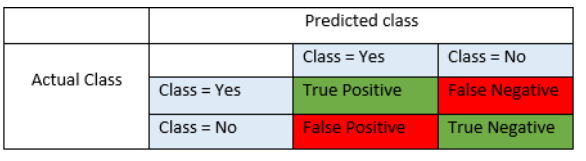 Predicted class
Class = Yes Class = No
Actual Class
Class = Yes True Positive False Negative
Class = No False Positive True Negative